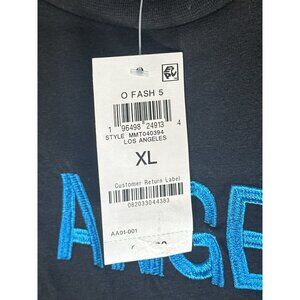 O FASH 5
1 96498 24913 4
STYLE MMT040394
LOS ANGELES
XL
Customer Return Label
082033044383
AA01-001
ANGE